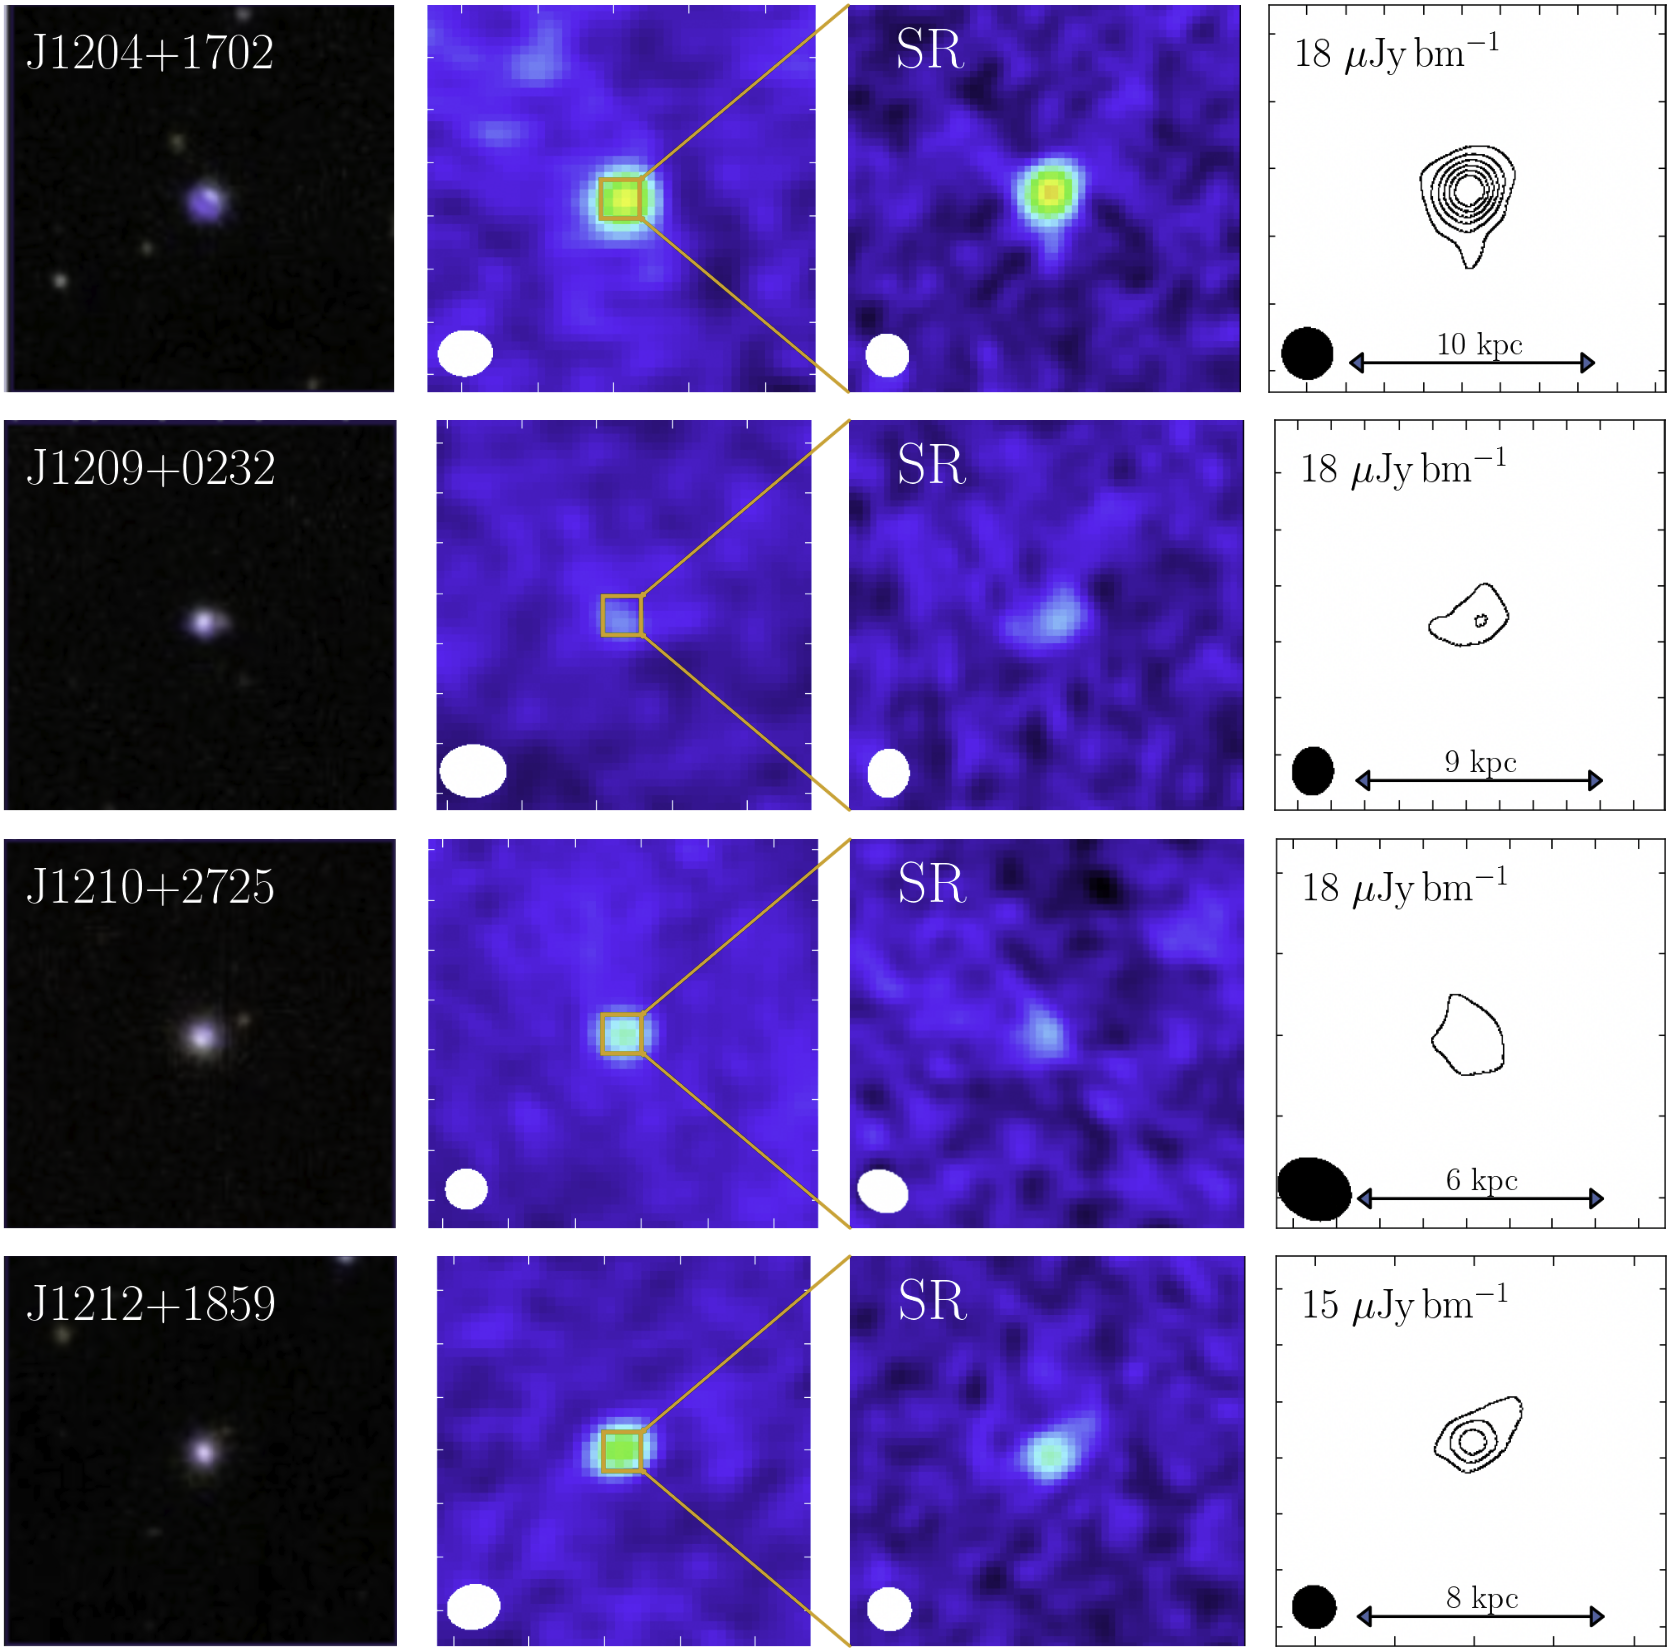 J1204+1702
SR
18 μJy bm⁻¹
10 kpc
J1209+0232
SR
18 μJy bm⁻¹
9 kpc
J1210+2725
SR
18 μJy bm⁻¹
6 kpc
J1212+1859
SR
15 μJy bm⁻¹
8 kpc